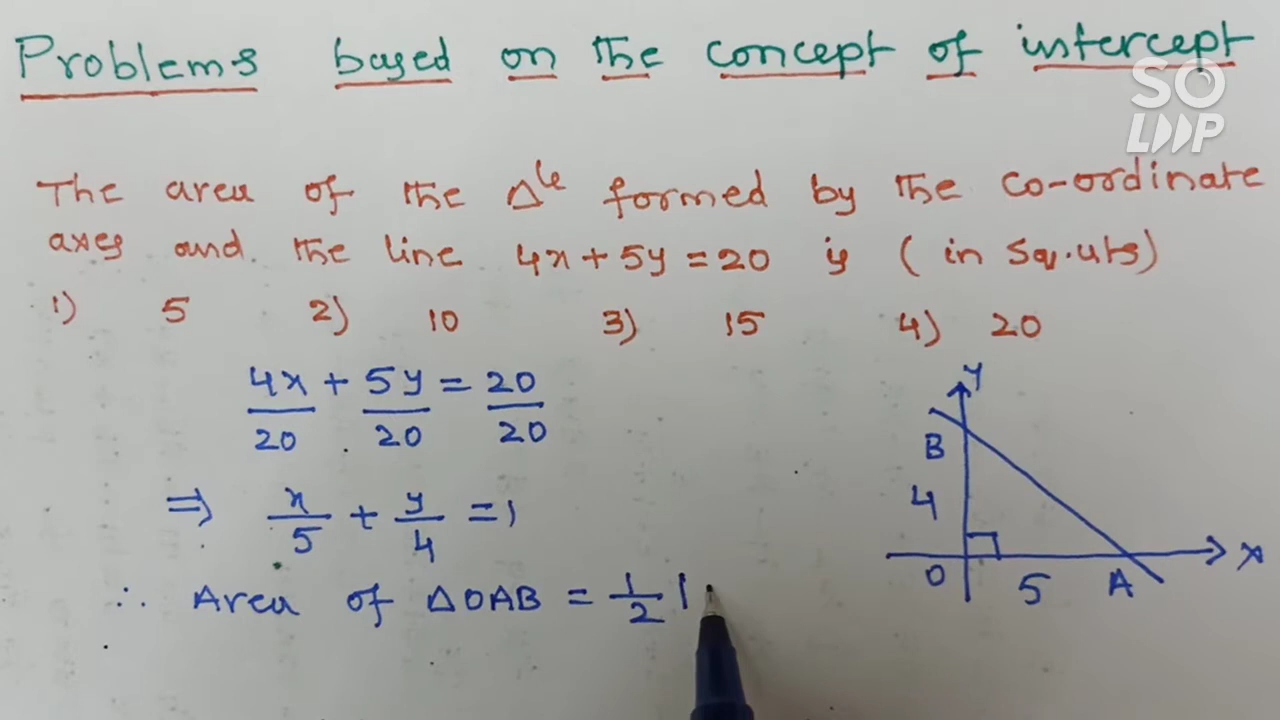 Problems based on the concept of intercept
SO
LOOP
The area of the Δle formed by the co-ordinate
axes and the line 4x + 5y = 20 is ( in Sq.uts)
1) 5 2) 10 3) 15 4) 20
4x/20 + 5y/20 = 20/20
⇒ x/5 + y/4 = 1
∴ Area of ΔOAB = 1/2 |
y
B
4
O 5 A x